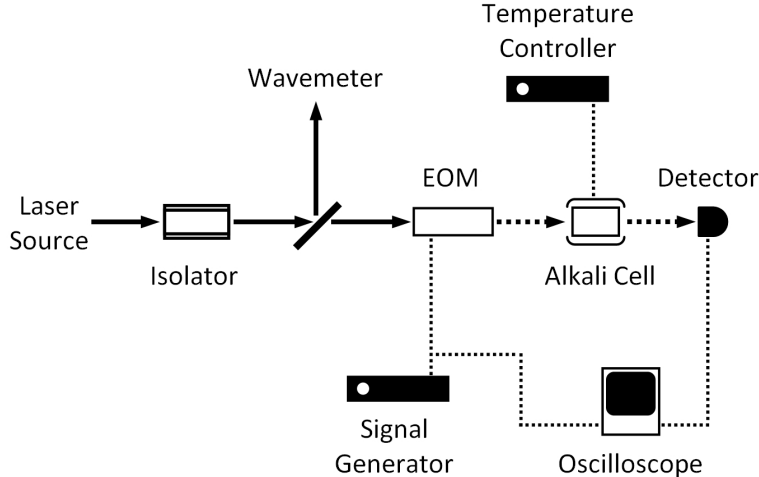 Temperature
Controller
Wavemeter
EOM
Detector
Laser
Source
Isolator
Alkali Cell
Signal
Generator
Oscilloscope